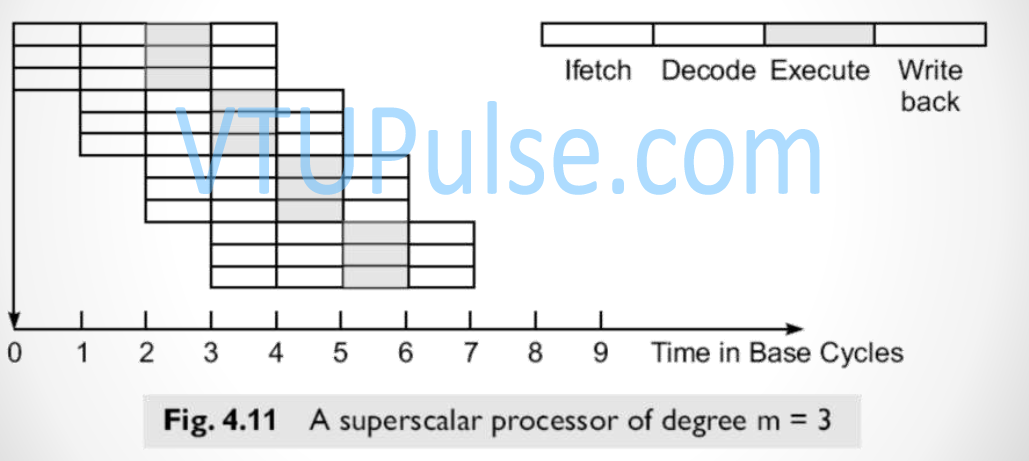 Ifetch Decode Execute Write
back
VTUPulse.com
0 1 2 3 4 5 6 7 8 9 Time in Base Cycles
Fig. 4.11 A superscalar processor of degree m = 3